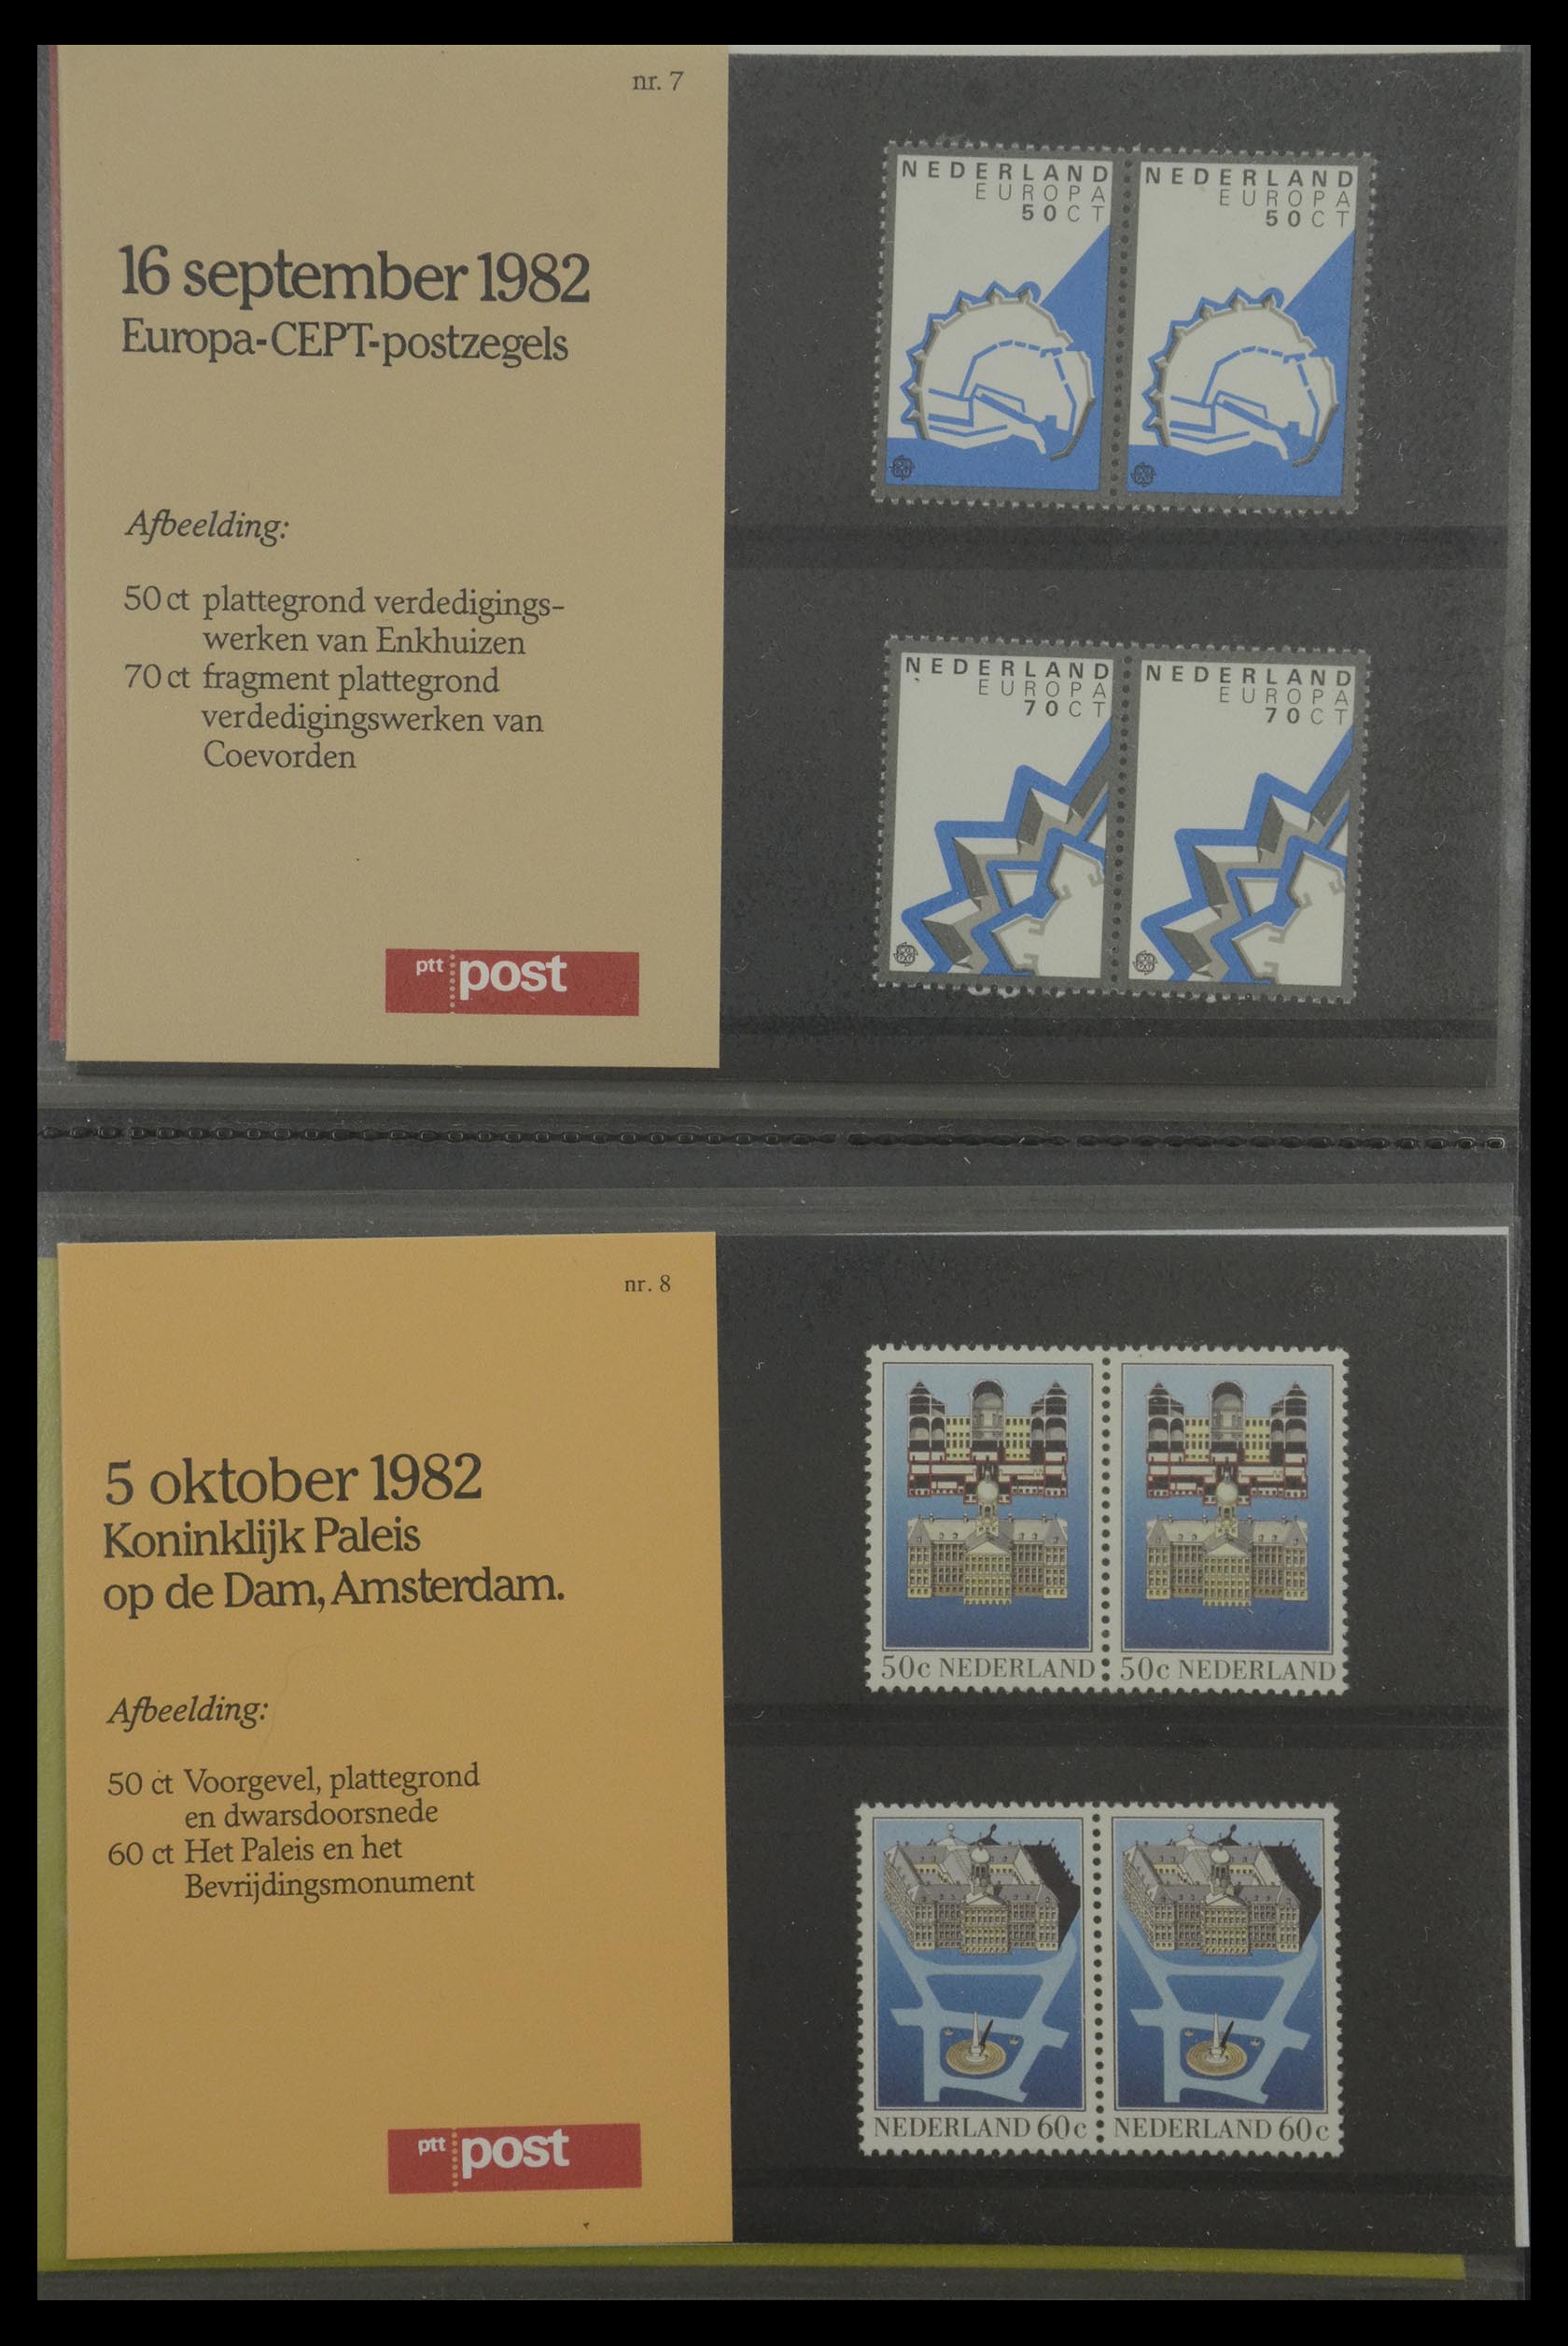 nr. 7
16 september 1982
Europa-CEPT-postzegels
Afbeelding:
50 ct plattegrond verdedigings-
werken van Enkhuizen
70 ct fragment plattegrond
verdedigingswerken van
Coevorden
ptt post
NEDERLAND
EUROPA
50 CT
NEDERLAND
EUROPA
50 CT
NEDERLAND
EUROPA
70 CT
NEDERLAND
EUROPA
70 CT
nr. 8
5 oktober 1982
Koninklijk Paleis
op de Dam, Amsterdam.
Afbeelding:
50 ct Voorgevel, plattegrond
en dwarsdoorsnede
60 ct Het Paleis en het
Bevrijdingsmonument
ptt post
50c NEDERLAND
50c NEDERLAND
NEDERLAND 60c
NEDERLAND 60c